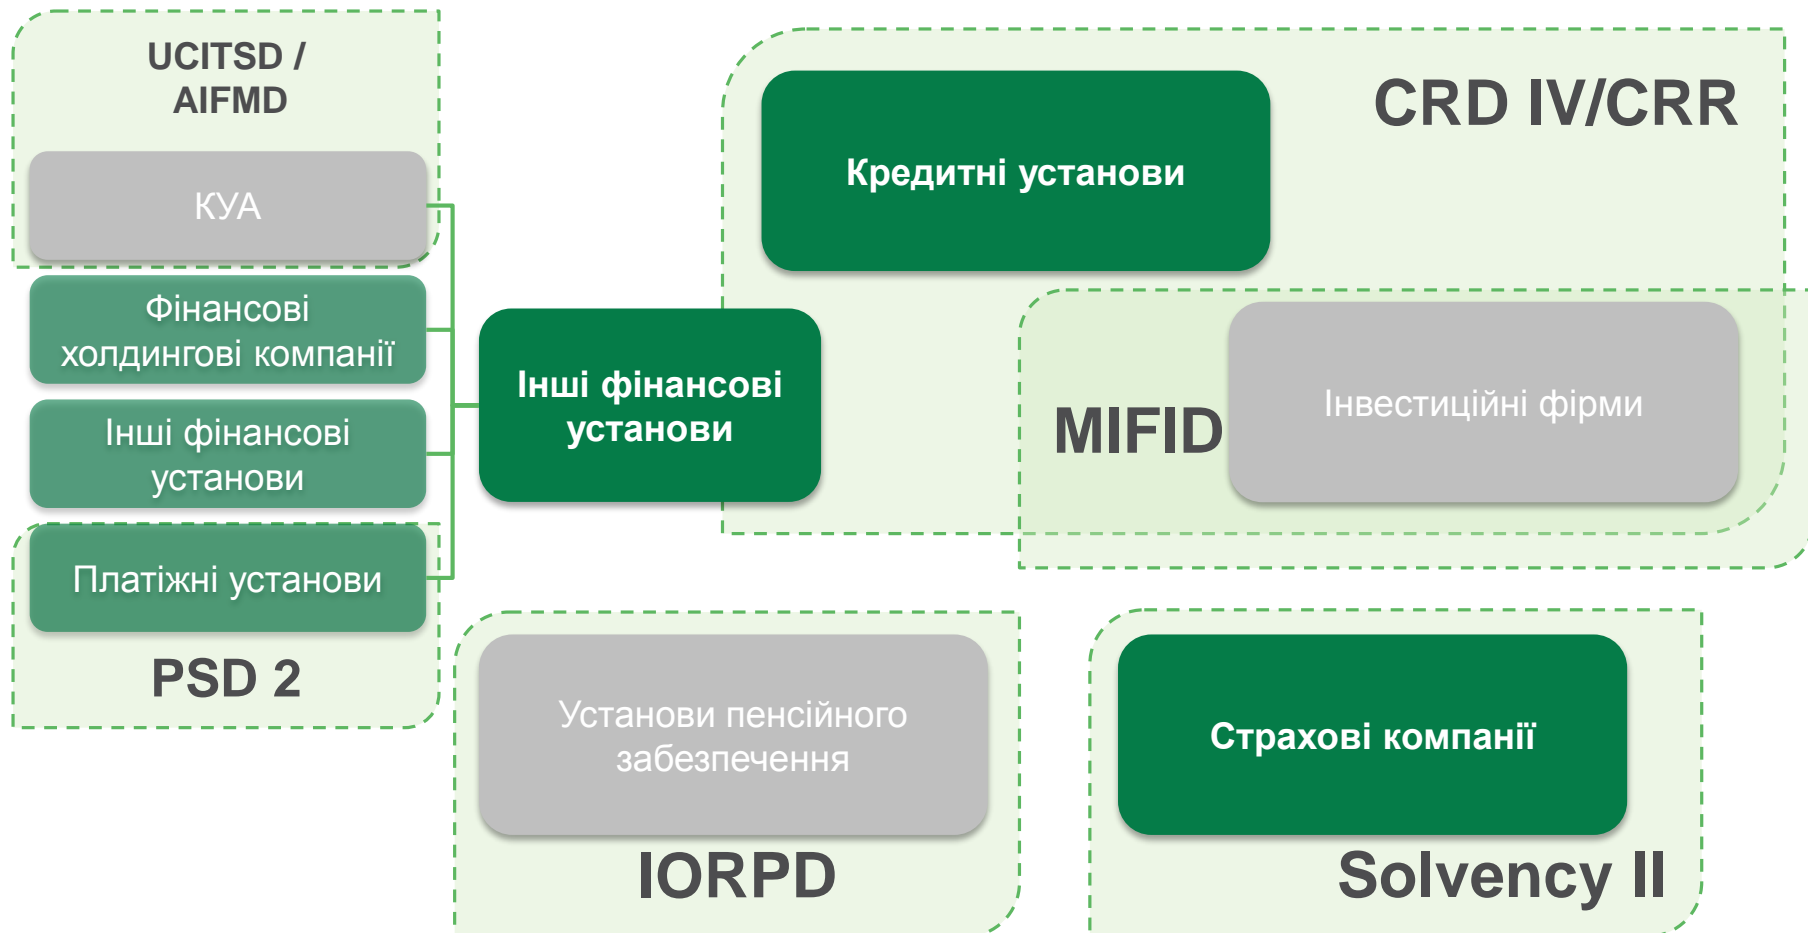 UCITSD /
AIFMD
КУА
Фінансові
холдингові компанії
Інші фінансові
установи
Платіжні установи
PSD 2
Інші фінансові
установи
CRD IV/CRR
Кредитні установи
MIFID
Інвестиційні фірми
Установи пенсійного
забезпечення
IORPD
Страхові компанії
Solvency II